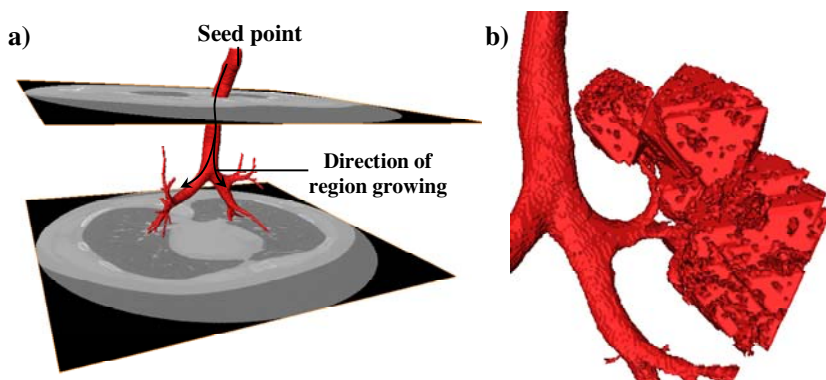 a)
Seed point
Direction of
region growing
b)